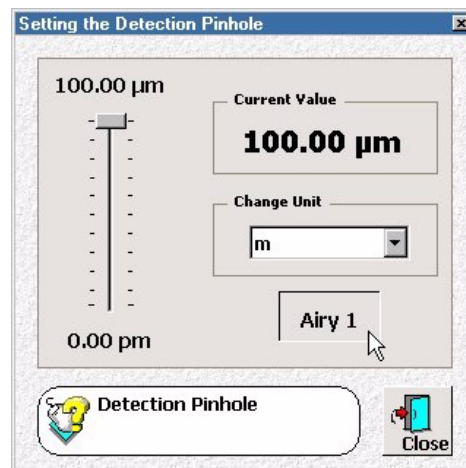 Setting the Detection Pinhole
100.00 µm
Current Value
100.00 µm
Change Unit
m
Airy 1
0.00 pm
Detection Pinhole
Close